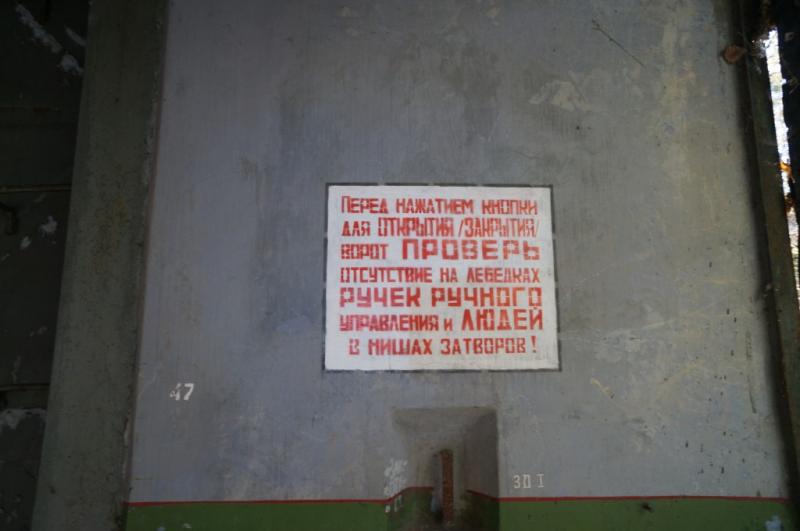 ПЕРЕД НАЖАТИЕМ КНОПКИ
ДЛЯ ОТКРЫТИЯ /ЗАКРЫТИЯ/
ВОРОТ ПРОВЕРЬ
ОТСУТСТВИЕ НА ЛЕБЕДКАХ
РУЧЕК РУЧНОГО
УПРАВЛЕНИЯ И ЛЮДЕЙ
В НИШАХ ЗАТВОРОВ !
47
30 I